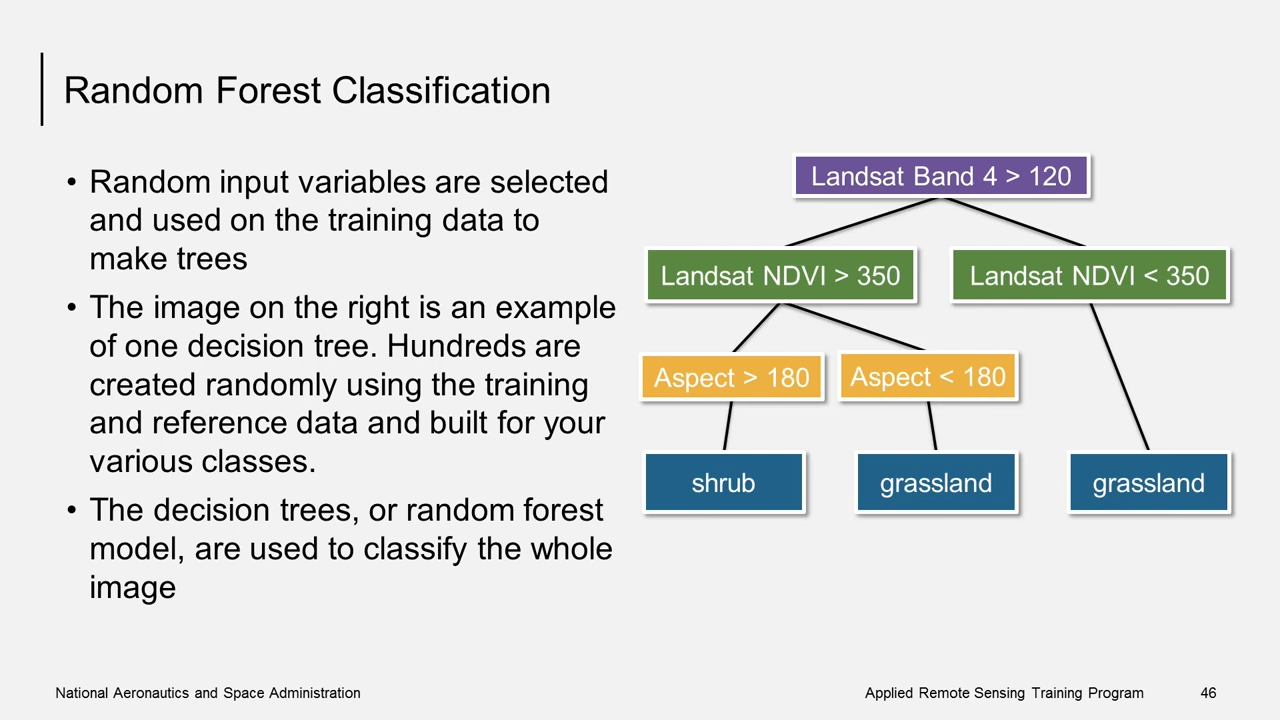 Random Forest Classification
• Random input variables are selected
and used on the training data to
make trees
• The image on the right is an example
of one decision tree. Hundreds are
created randomly using the training
and reference data and built for your
various classes.
• The decision trees, or random forest
model, are used to classify the whole
image
Landsat Band 4 > 120
Landsat NDVI > 350
Landsat NDVI < 350
Aspect > 180
Aspect < 180
shrub
grassland
grassland
National Aeronautics and Space Administration
Applied Remote Sensing Training Program
46